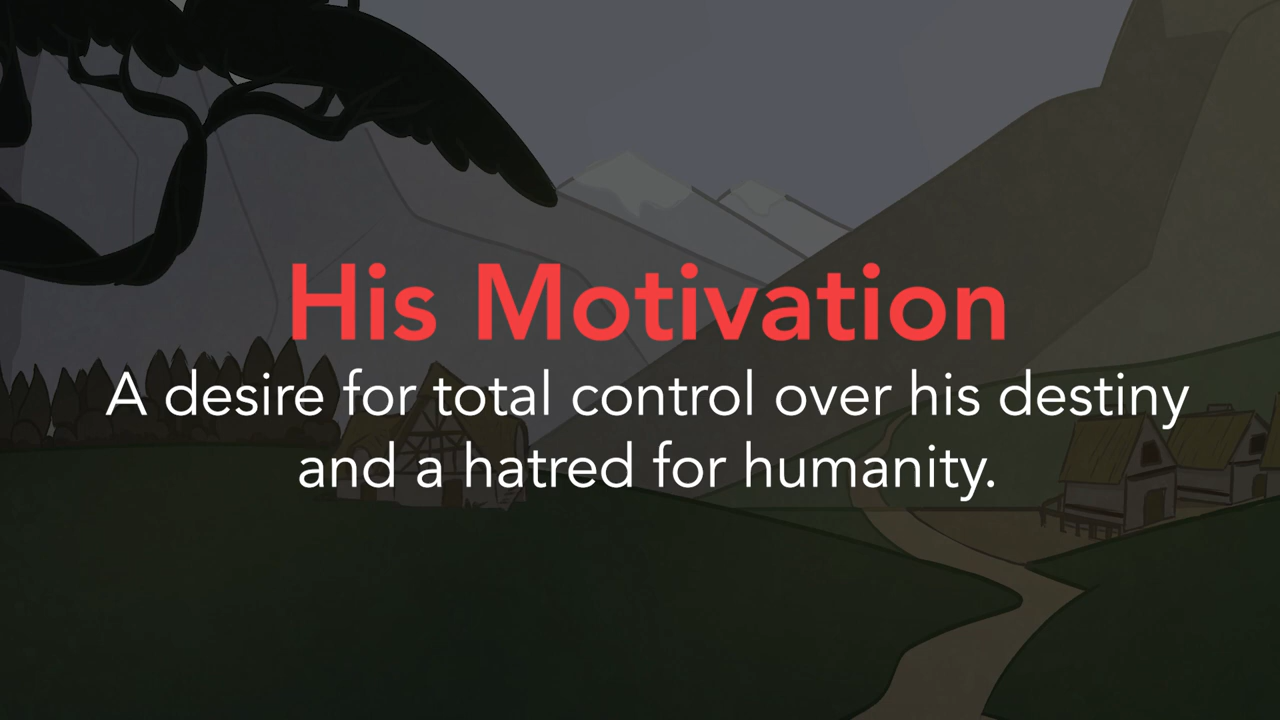 His Motivation
A desire for total control over his destiny
and a hatred for humanity.